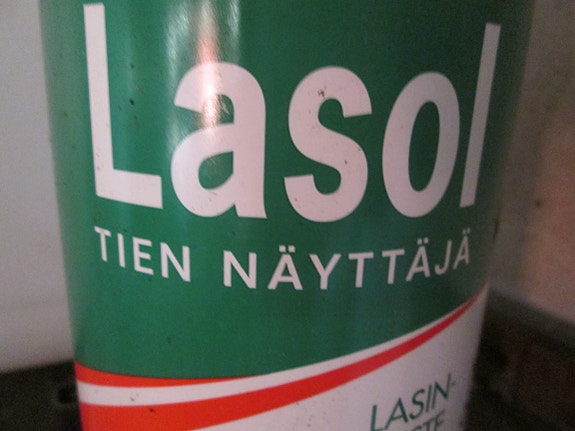 Lasol
TIEN NÄYTTÄJÄ
LASIN-